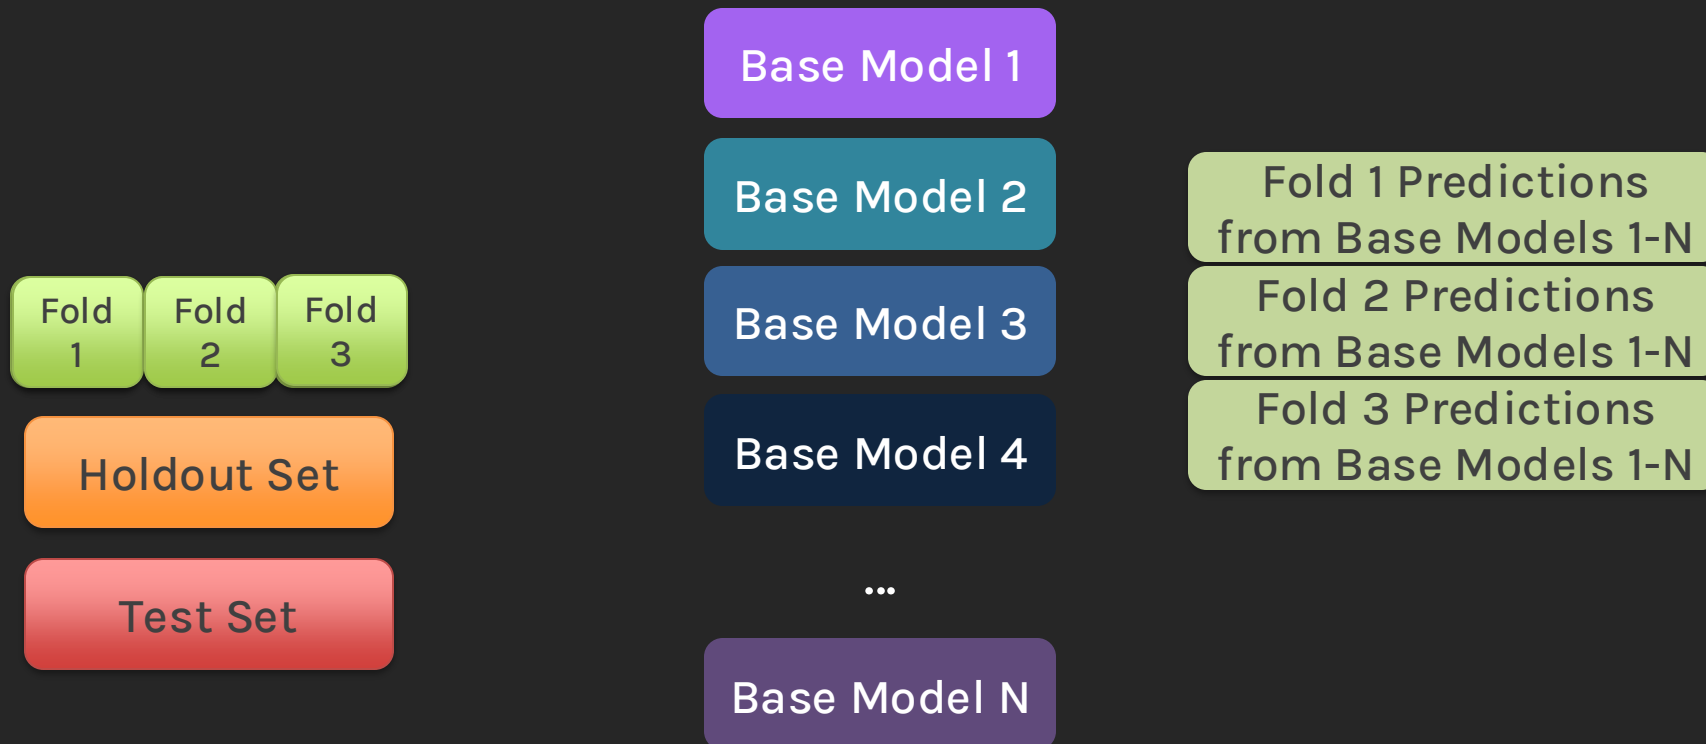 Base Model 1
Base Model 2
Base Model 3
Base Model 4
...
Base Model N
Fold
1
Fold
2
Fold
3
Holdout Set
Test Set
Fold 1 Predictions
from Base Models 1-N
Fold 2 Predictions
from Base Models 1-N
Fold 3 Predictions
from Base Models 1-N